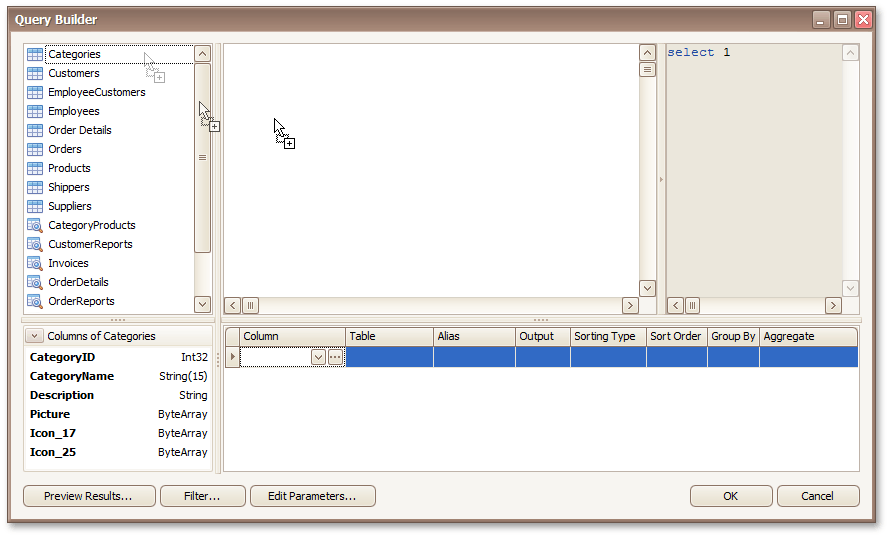 Query Builder
Categories
Customers
EmployeeCustomers
Employees
Order Details
Orders
Products
Shippers
Suppliers
CategoryProducts
CustomerReports
Invoices
OrderDetails
OrderReports
select 1
Columns of Categories
CategoryID Int32
CategoryName String(15)
Description String
Picture ByteArray
Icon_17 ByteArray
Icon_25 ByteArray
Column Table Alias Output Sorting Type Sort Order Group By Aggregate
Preview Results... Filter... Edit Parameters... OK Cancel